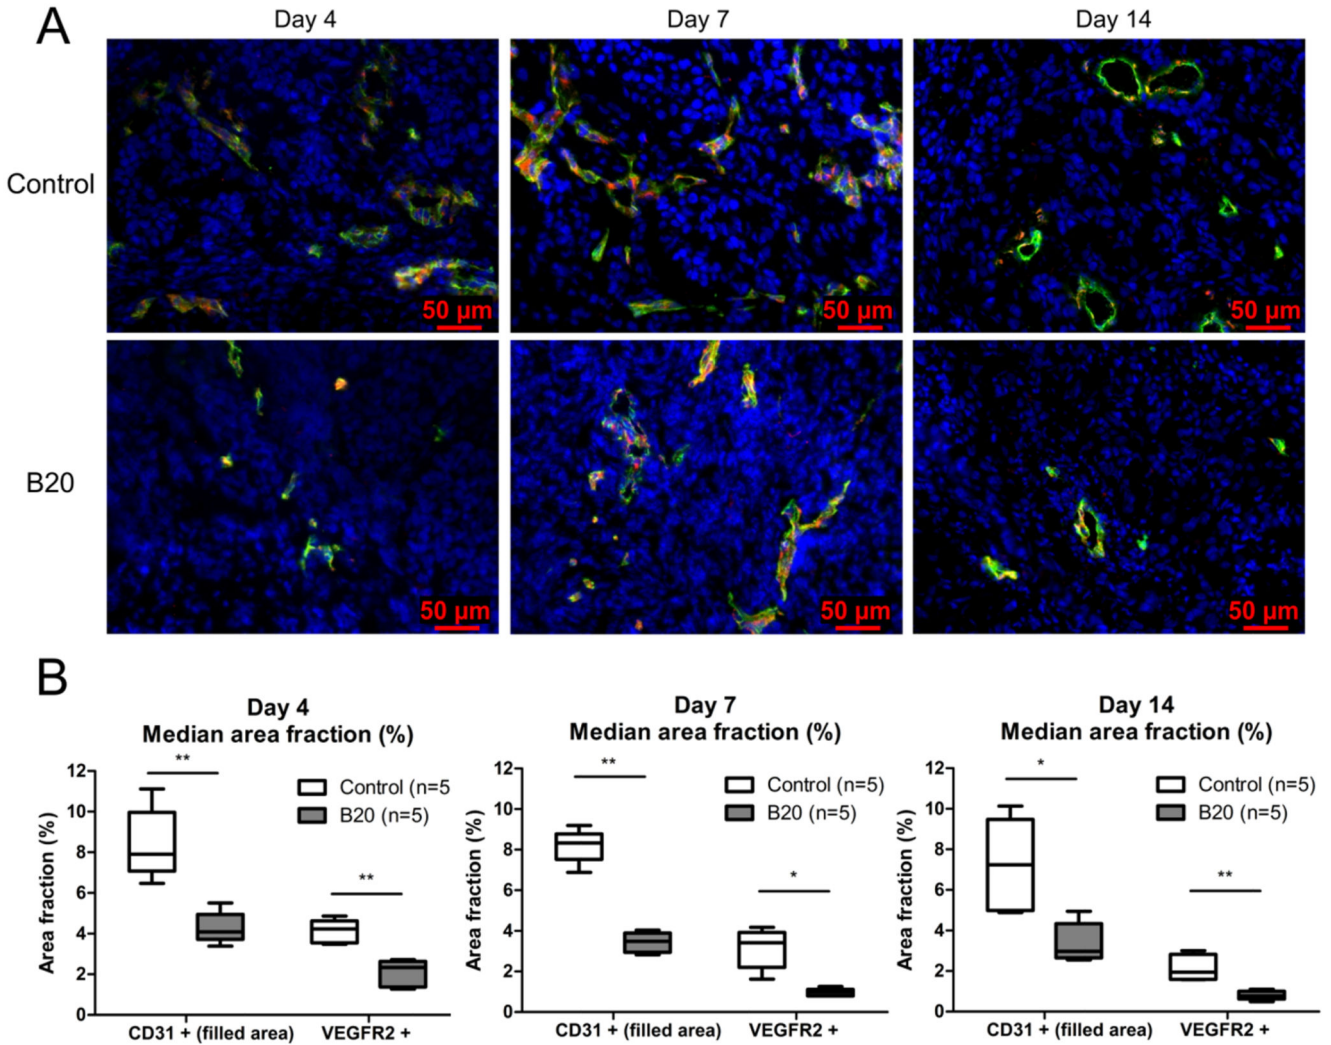 A
Day 4
Day 7
Day 14
Control
50 µm
50 µm
50 µm
B20
50 µm
50 µm
50 µm
B
Day 4
Median area fraction (%)
**
12
10
8
6
4
2
0
Area fraction (%)
Control (n=5
B20 (n=5)
**
CD31 + (filled area)
VEGFR2 +
Day 7
Median area fraction (%)
**
12
10
8
6
4
2
0
Area fraction (%)
Control (n=5)
B20 (n=5)
*
CD31 + (filled area)
VEGFR2 +
Day 14
Median area fraction (%)
*
12
10
8
6
4
2
0
Area fraction (%)
Control (n=5)
B20 (n=5)
**
CD31 + (filled area)
VEGFR2 +